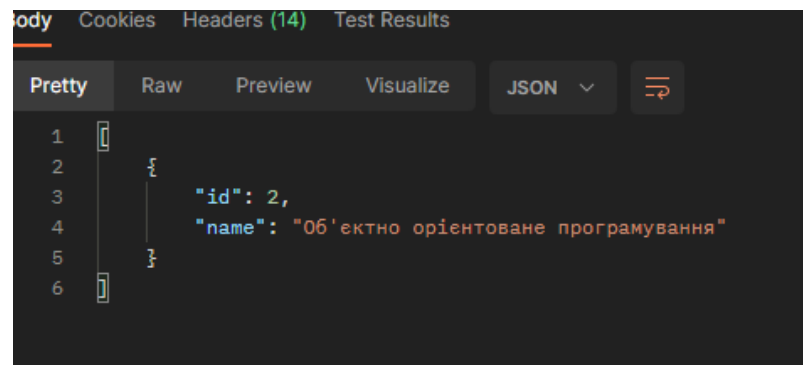 Body Cookies Headers (14) Test Results
Pretty Raw Preview Visualize JSON
1 [
2 {
3 "id": 2,
4 "name": "Об'єктно орієнтоване програмування"
5 }
6 ]